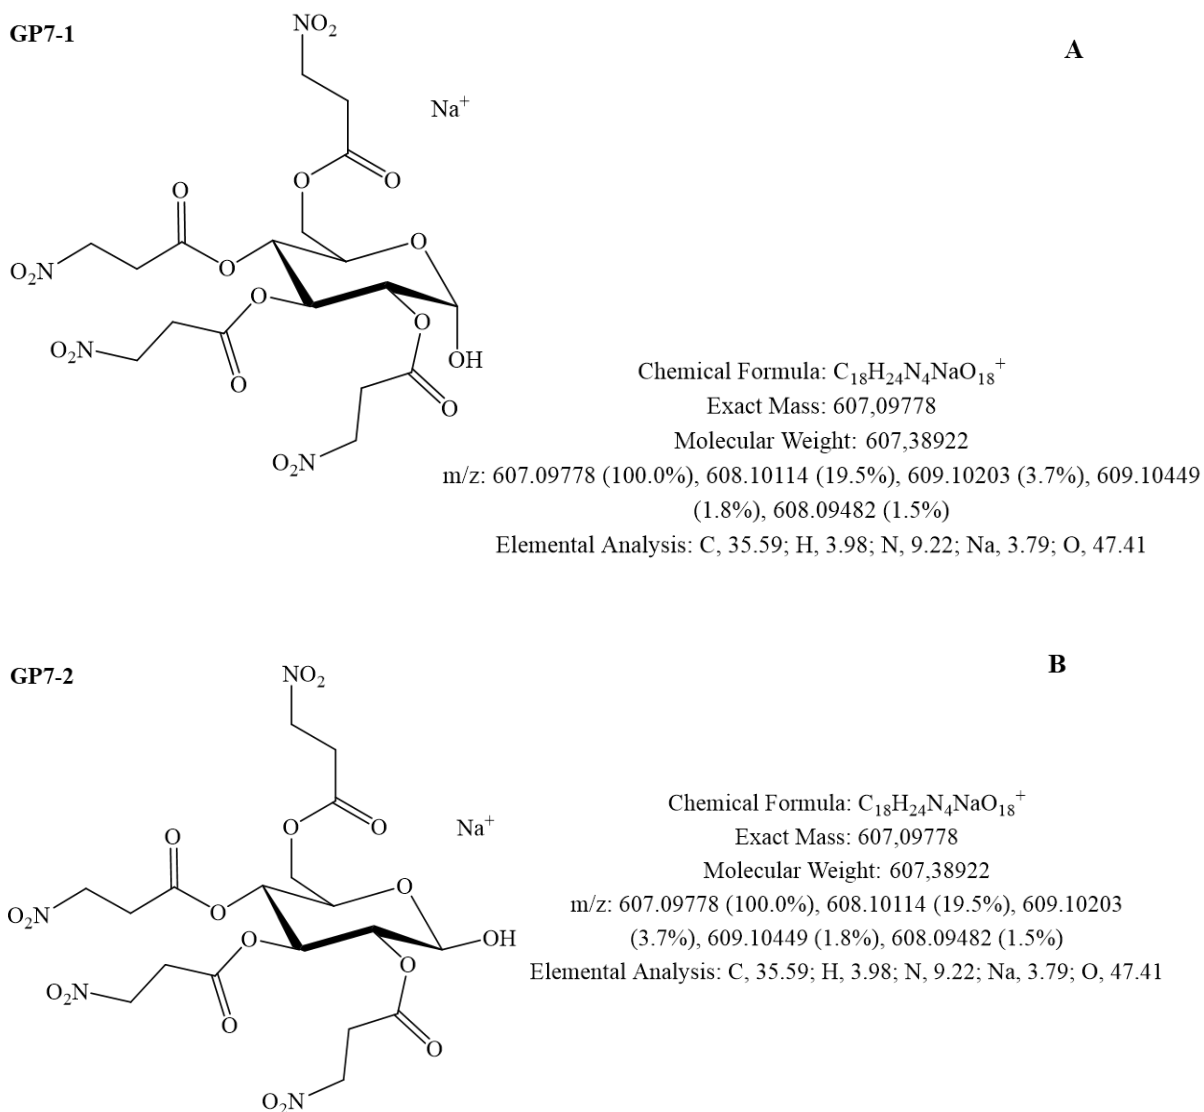 GP7-1
A
NO₂
Na⁺
O
O
O
O
O
O₂N
O
O
O
O₂N
O
OH
O
O₂N
Chemical Formula: C₁₈H₂₄N₄NaO₁₈⁺
Exact Mass: 607,09778
Molecular Weight: 607,38922
m/z: 607.09778 (100.0%), 608.10114 (19.5%), 609.10203 (3.7%), 609.10449
(1.8%), 608.09482 (1.5%)
Elemental Analysis: C, 35.59; H, 3.98; N, 9.22; Na, 3.79; O, 47.41
GP7-2
B
NO₂
O
O
Na⁺
O
O
O₂N
O
O
OH
O
O₂N
O
O
O
O₂N
Chemical Formula: C₁₈H₂₄N₄NaO₁₈⁺
Exact Mass: 607,09778
Molecular Weight: 607,38922
m/z: 607.09778 (100.0%), 608.10114 (19.5%), 609.10203
(3.7%), 609.10449 (1.8%), 608.09482 (1.5%)
Elemental Analysis: C, 35.59; H, 3.98; N, 9.22; Na, 3.79; O, 47.41